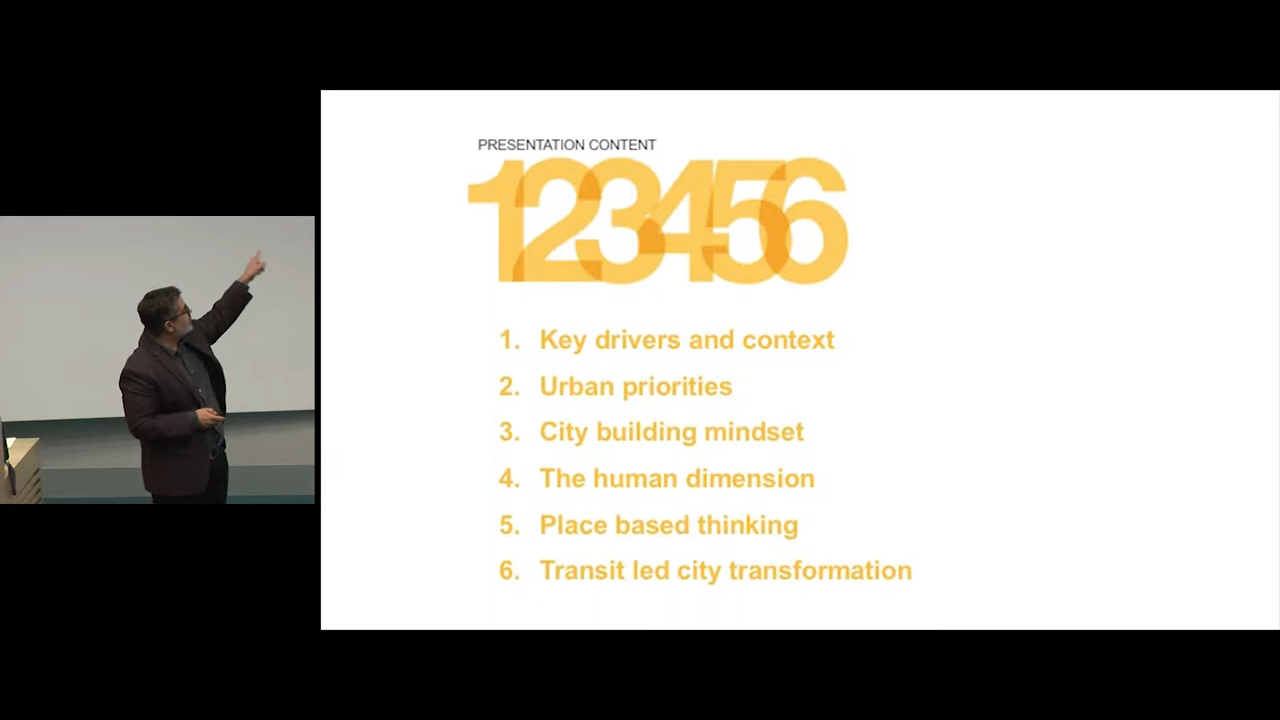 PRESENTATION CONTENT
123456
1. Key drivers and context
2. Urban priorities
3. City building mindset
4. The human dimension
5. Place based thinking
6. Transit led city transformation